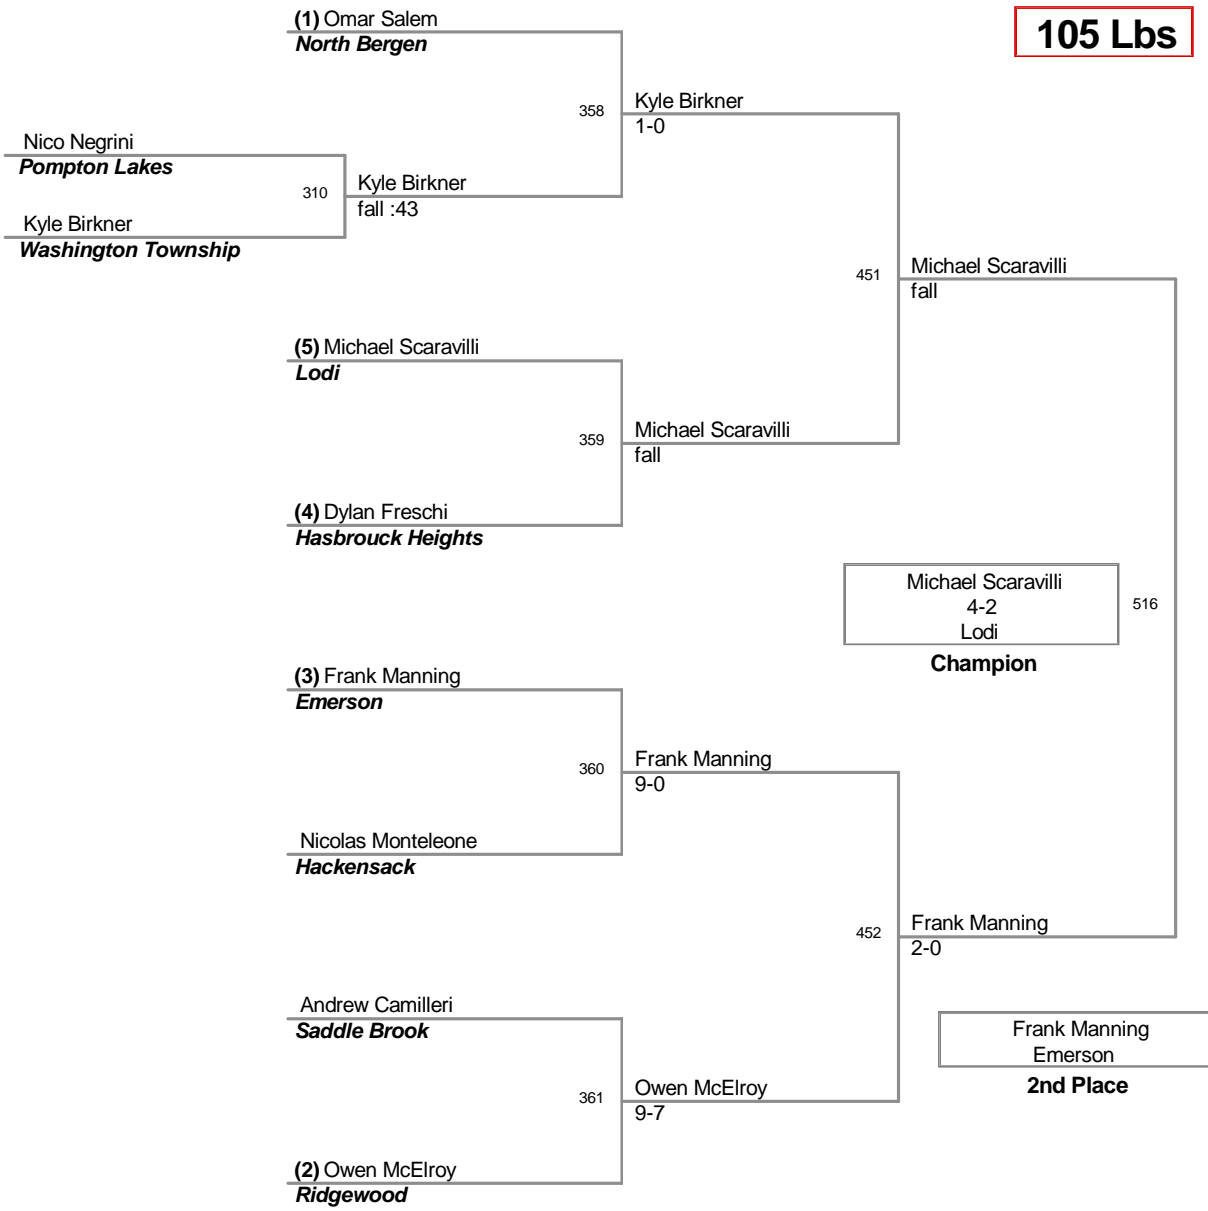 (1) Omar Salem
North Bergen
105 Lbs
358
Kyle Birkner
1-0
Nico Negrini
Pompton Lakes
310
Kyle Birkner
fall :43
Kyle Birkner
Washington Township
451
Michael Scaravilli
fall
(5) Michael Scaravilli
Lodi
359
Michael Scaravilli
fall
(4) Dylan Freschi
Hasbrouck Heights
Michael Scaravilli
4-2
Lodi
516
Champion
(3) Frank Manning
Emerson
360
Frank Manning
9-0
Nicolas Monteleone
Hackensack
452
Frank Manning
2-0
Andrew Camilleri
Saddle Brook
Frank Manning
Emerson
2nd Place
361
Owen McElroy
9-7
(2) Owen McElroy
Ridgewood